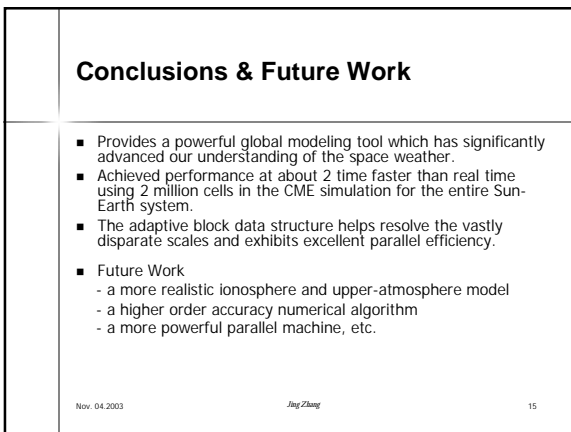 Conclusions & Future Work
■ Provides a powerful global modeling tool which has significantly
advanced our understanding of the space weather.
■ Achieved performance at about 2 time faster than real time
using 2 million cells in the CME simulation for the entire Sun-
Earth system.
■ The adaptive block data structure helps resolve the vastly
disparate scales and exhibits excellent parallel efficiency.
■ Future Work
- a more realistic ionosphere and upper-atmosphere model
- a higher order accuracy numerical algorithm
- a more powerful parallel machine, etc.
Nov. 04.2003 Jing Zhang 15